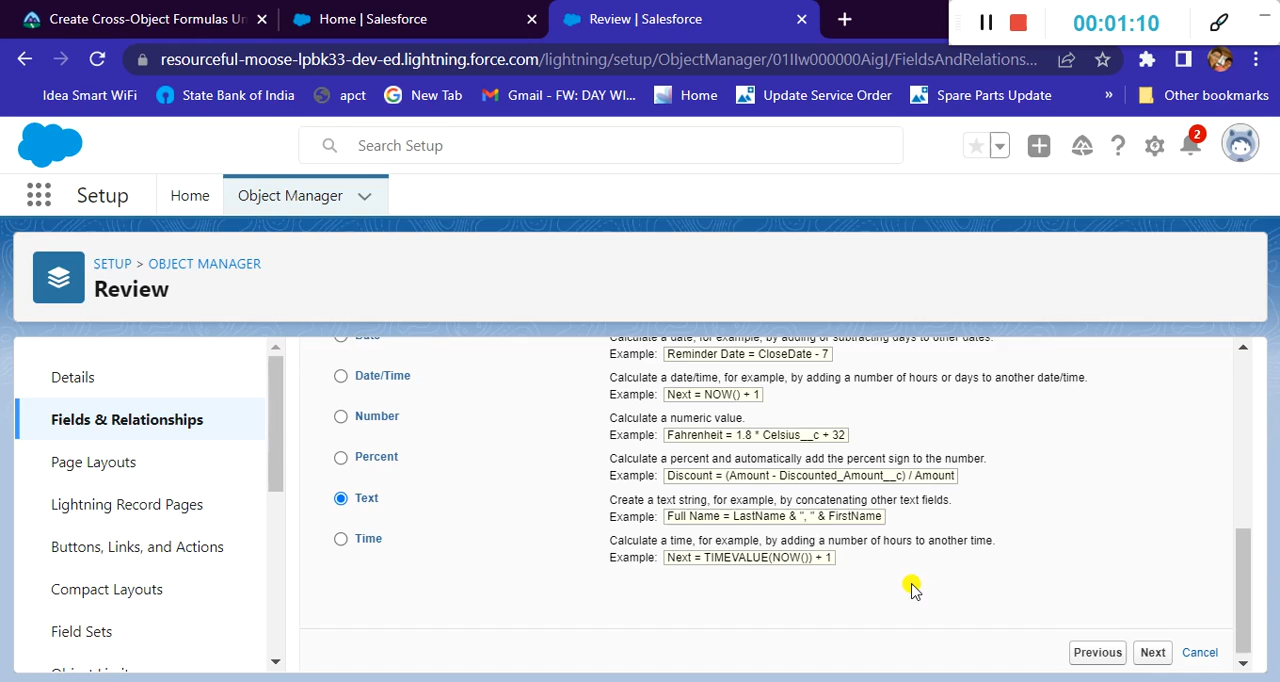 Create Cross-Object Formulas Un
Home | Salesforce
Review | Salesforce
00:01:10
resourceful-moose-lpbk33-dev-ed.lightning.force.com/lightning/setup/ObjectManager/01IIw000000AigI/FieldsAndRelations...
Idea Smart WiFi
State Bank of India
apct
New Tab
Gmail - FW: DAY WI...
Home
Update Service Order
Spare Parts Update
»
Other bookmarks
Search Setup
2
Setup
Home
Object Manager
SETUP > OBJECT MANAGER
Review
Details
Fields & Relationships
Page Layouts
Lightning Record Pages
Buttons, Links, and Actions
Compact Layouts
Field Sets
Object Limit
Date
Calculate a date, for example, by adding or subtracting days to other dates.
Example: Reminder Date = CloseDate - 7
Date/Time
Calculate a date/time, for example, by adding a number of hours or days to another date/time.
Example: Next = NOW() + 1
Number
Calculate a numeric value.
Example: Fahrenheit = 1.8 * Celsius__c + 32
Percent
Calculate a percent and automatically add the percent sign to the number.
Example: Discount = (Amount - Discounted_Amount__c) / Amount
Text
Create a text string, for example, by concatenating other text fields.
Example: Full Name = LastName & ", " & FirstName
Time
Calculate a time, for example, by adding a number of hours to another time.
Example: Next = TIMEVALUE(NOW()) + 1
Previous
Next
Cancel